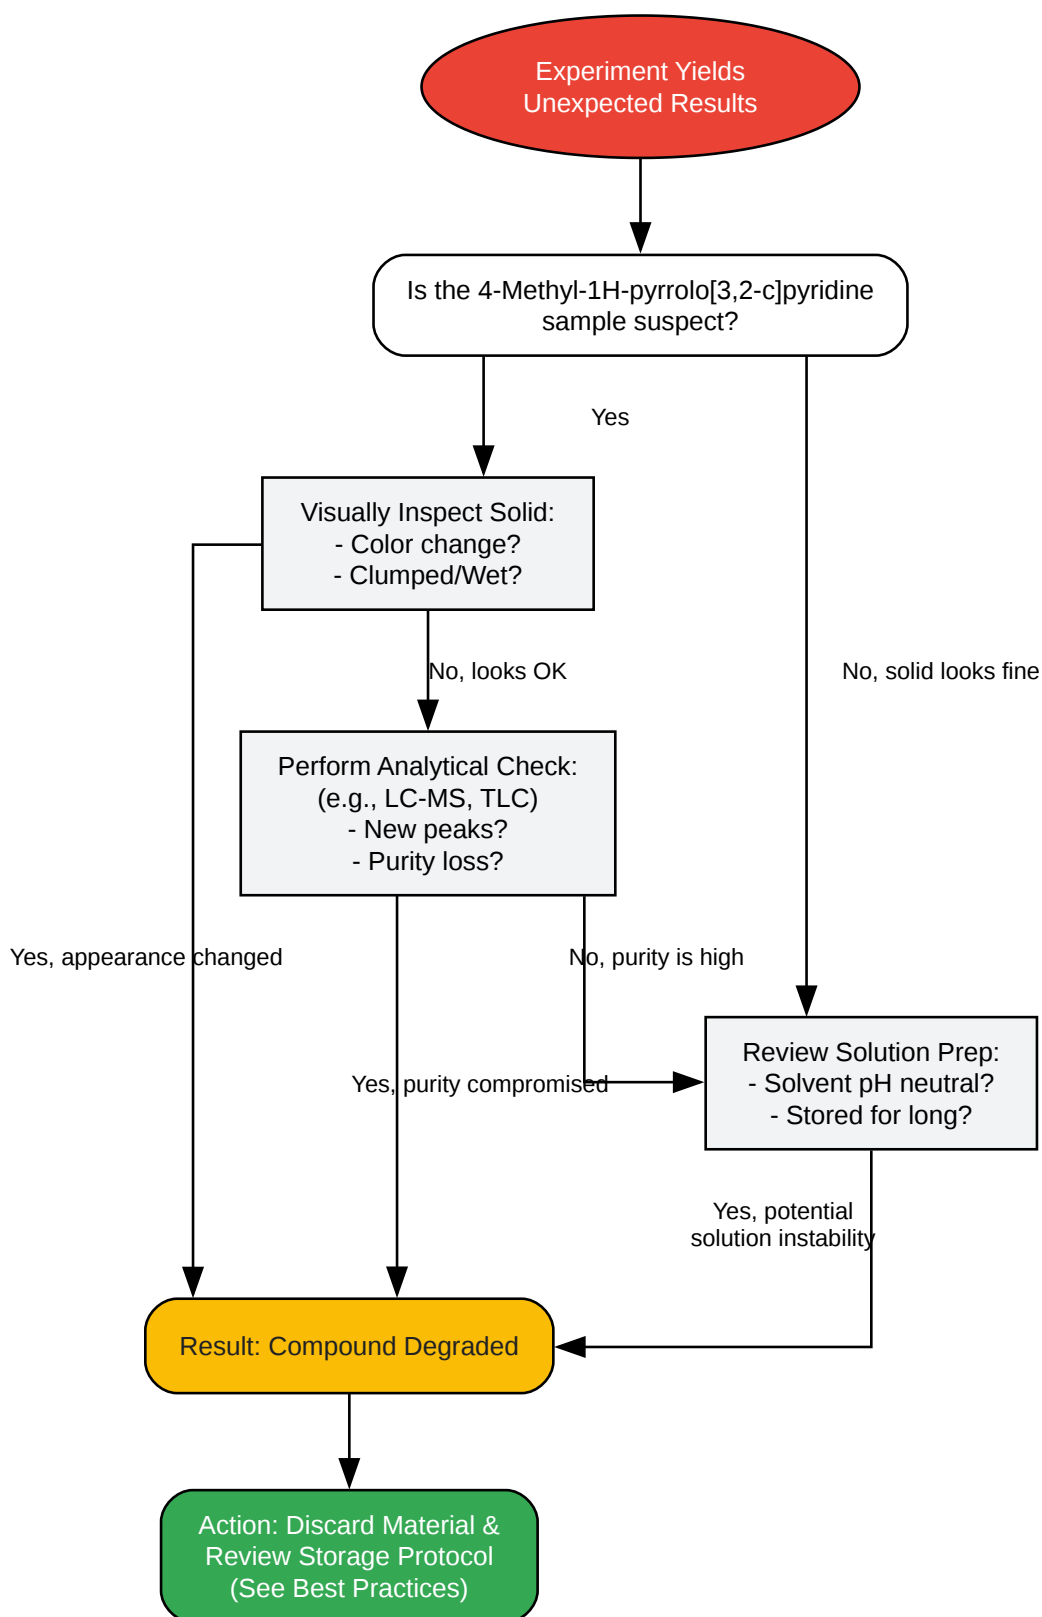 Experiment Yields
Unexpected Results
Is the 4-Methyl-1H-pyrrolo[3,2-c]pyridine
sample suspect?
Yes
Visually Inspect Solid:
- Color change?
- Clumped/Wet?
No, looks OK
No, solid looks fine
Perform Analytical Check:
(e.g., LC-MS, TLC)
- New peaks?
- Purity loss?
Yes, appearance changed
No, purity is high
Review Solution Prep:
- Solvent pH neutral?
- Stored for long?
Yes, purity compromised
Yes, potential
solution instability
Result: Compound Degraded
Action: Discard Material &
Review Storage Protocol
(See Best Practices)